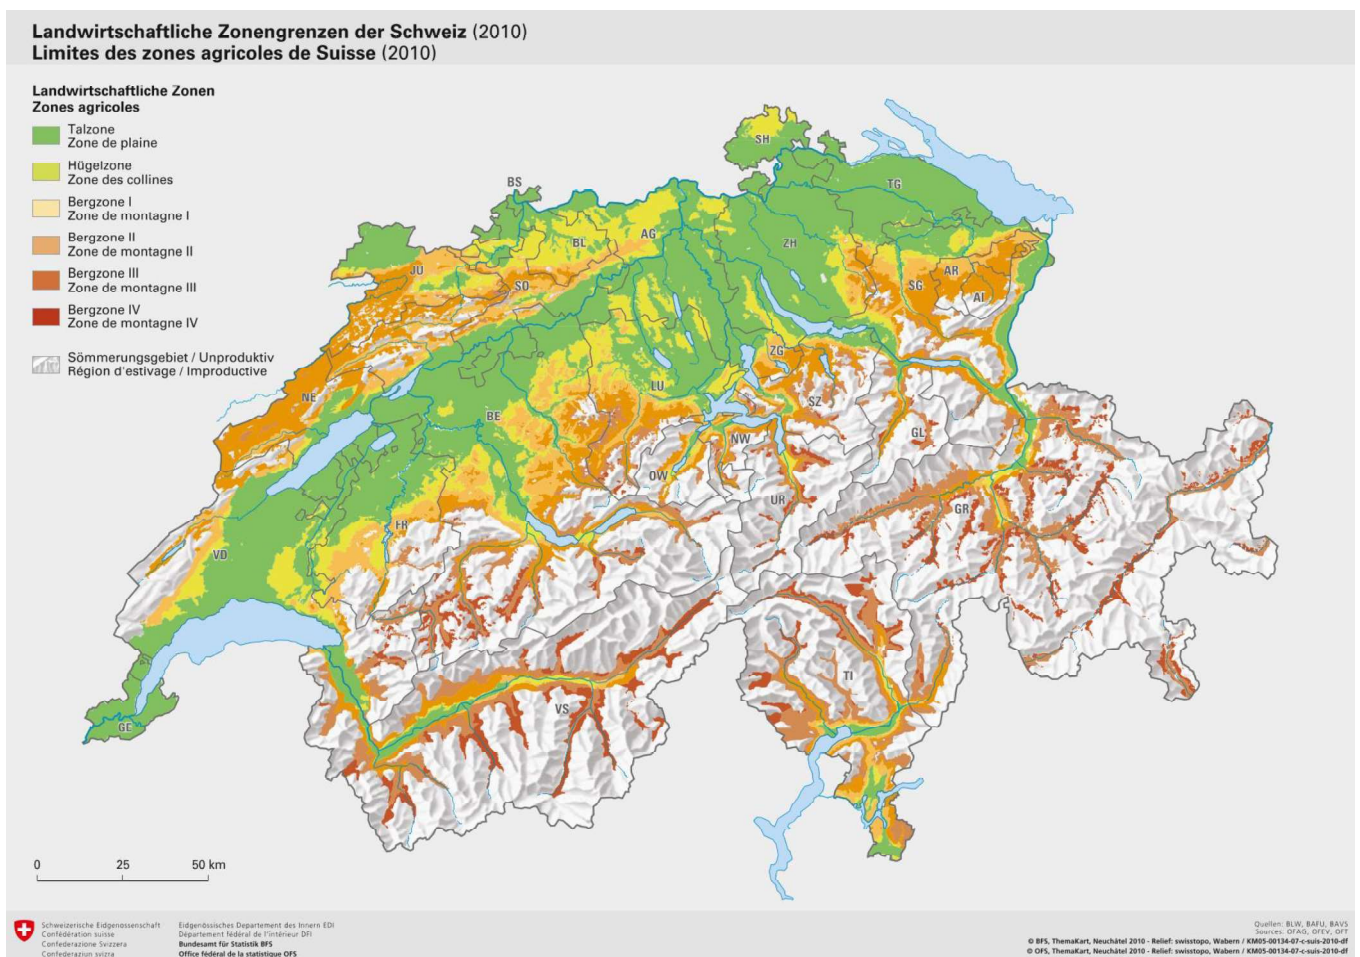 Landwirtschaftliche Zonengrenzen der Schweiz (2010)
Limites des zones agricoles de Suisse (2010)
Landwirtschaftliche Zonen
Zones agricoles
Talzone
Zone de plaine
Hügelzone
Zone des collines
Bergzone I
Zone de montagne I
Bergzone II
Zone de montagne II
Bergzone III
Zone de montagne III
Bergzone IV
Zone de montagne IV
Sömmerungsgebiet / Unproduktiv
Région d'estivage / Improductive
SH
BS
TG
BL
AG
ZH
JU
SO
SG
AR
AI
ZG
LU
NE
BE
SZ
NW
GL
OW
UR
GR
FR
VD
TI
VS
GE
0 25 50 km
Schweizerische Eidgenossenschaft
Confédération suisse
Confederazione Svizzera
Confederaziun svizra
Eidgenössisches Departement des Innern EDI
Département fédéral de l'intérieur DFI
Bundesamt für Statistik BFS
Office fédéral de la statistique OFS
Quellen: BLW, BAFU, BAVS
Sources: OFAG, OFEV, OFT
© BFS, ThemaKart, Neuchâtel 2010 - Relief: swisstopo, Wabern / KM05-00134-07-c-suis-2010-df
© OFS, ThemaKart, Neuchâtel 2010 - Relief: swisstopo, Wabern / KM05-00134-07-c-suis-2010-df